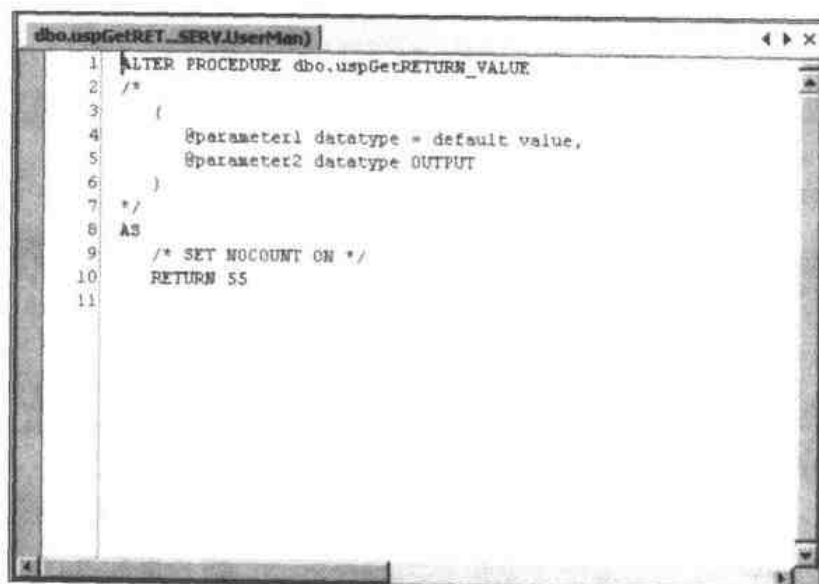 dbo.uspGetRET...SERV.UserMan)
1 ALTER PROCEDURE dbo.uspGetRETURN_VALUE
2 /*
3 (
4 @parameter1 datatype = default value,
5 @parameter2 datatype OUTPUT
6 )
7 */
8 AS
9 /* SET NOCOUNT ON */
10 RETURN 55
11